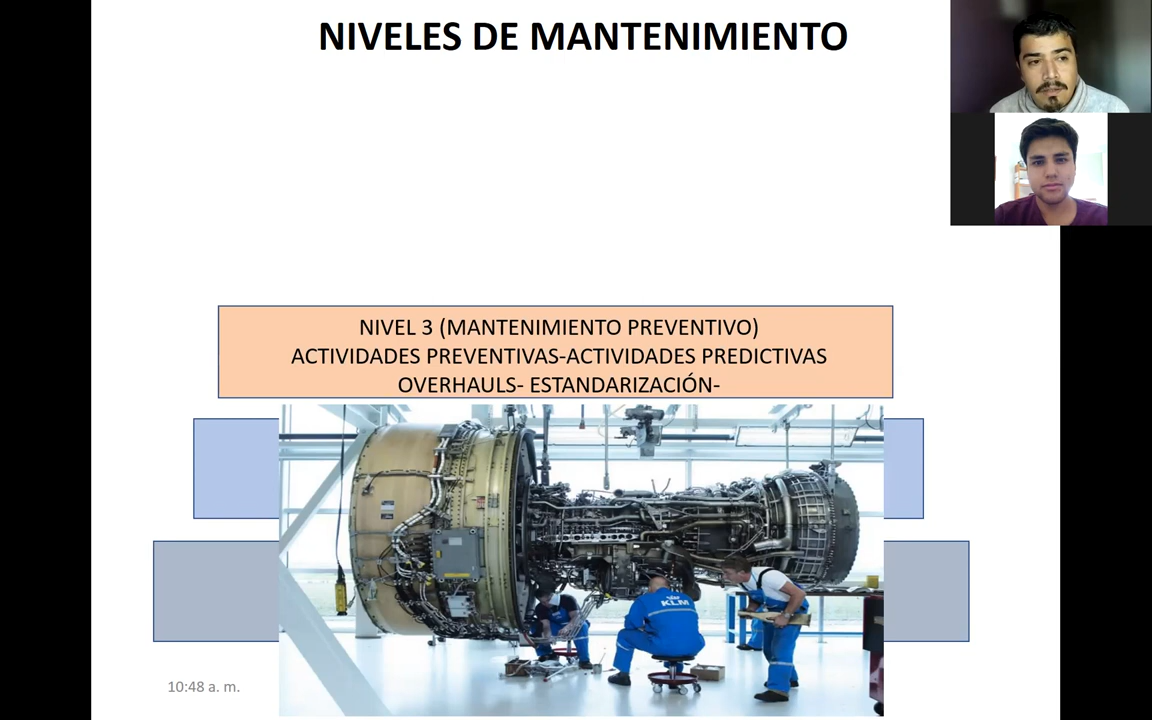 NIVELES DE MANTENIMIENTO
NIVEL 3 (MANTENIMIENTO PREVENTIVO)
ACTIVIDADES PREVENTIVAS-ACTIVIDADES PREDICTIVAS
OVERHAULS- ESTANDARIZACIÓN-
KLM
10:48 a. m.